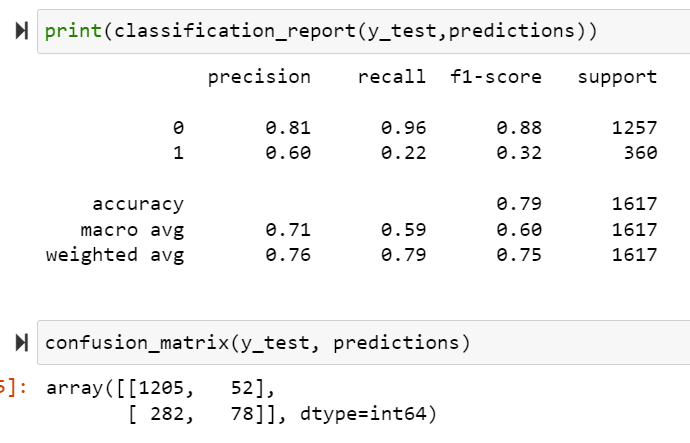 print(classification_report(y_test,predictions))
precision recall f1-score support
0 0.81 0.96 0.88 1257
1 0.60 0.22 0.32 360
accuracy 0.79 1617
macro avg 0.71 0.59 0.60 1617
weighted avg 0.76 0.79 0.75 1617
confusion_matrix(y_test, predictions)
5]: array([[1205, 52],
[ 282, 78]], dtype=int64)